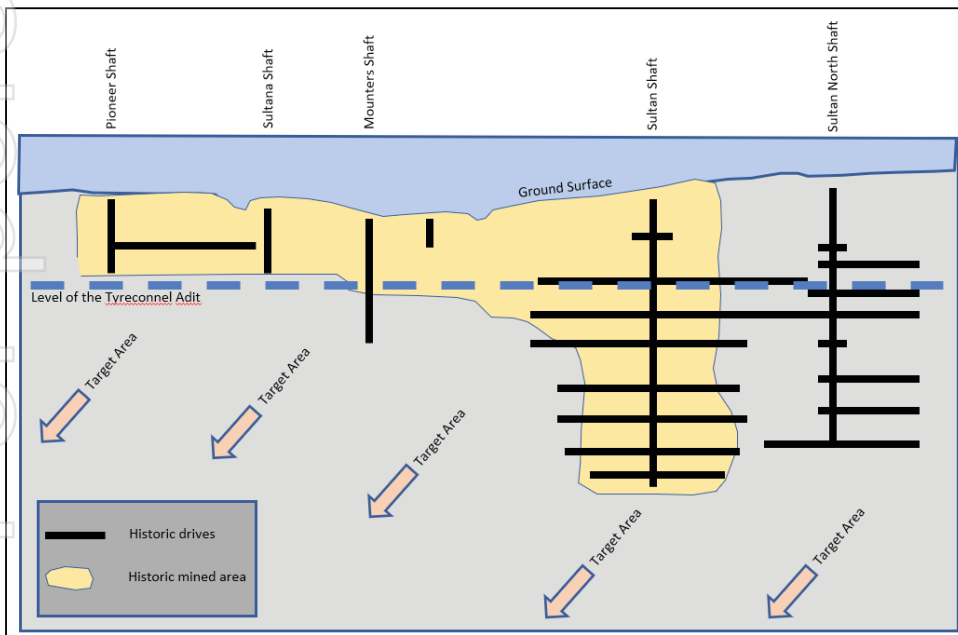 Pioneer Shaft
Sultana Shaft
Mounters Shaft
Sultan Shaft
Sultan North Shaft
Ground Surface
Level of the Tyreconnel Adit
Target Area
Target Area
Target Area
Target Area
Target Area
Historic drives
Historic mined area